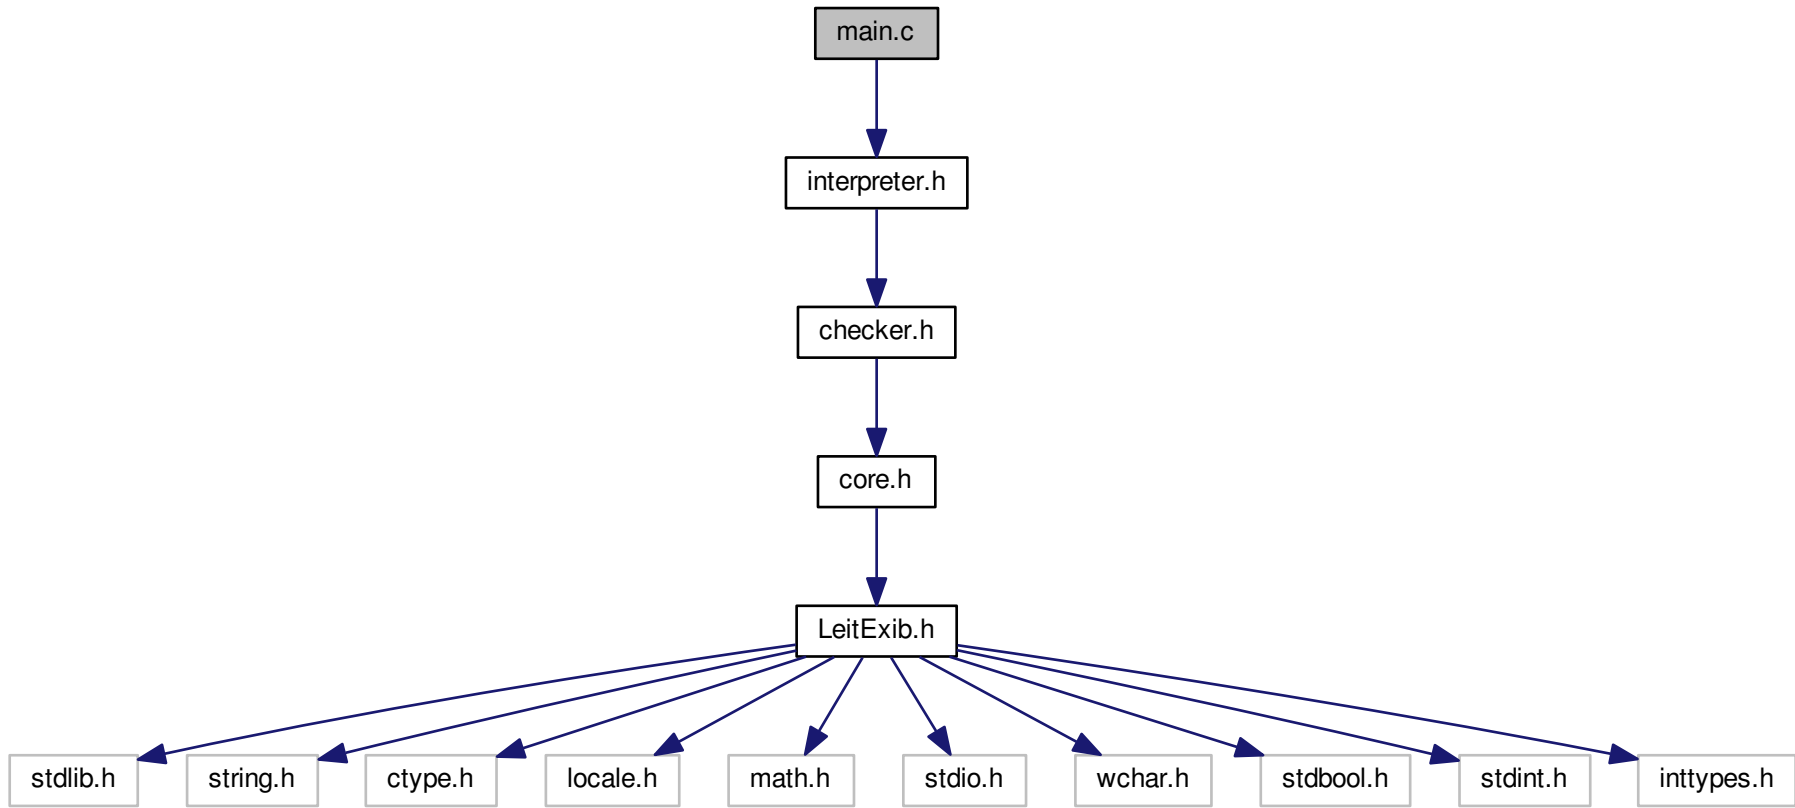 main.c
interpreter.h
checker.h
core.h
LeitExib.h
stdlib.h
string.h
ctype.h
locale.h
math.h
stdio.h
wchar.h
stdbool.h
stdint.h
inttypes.h